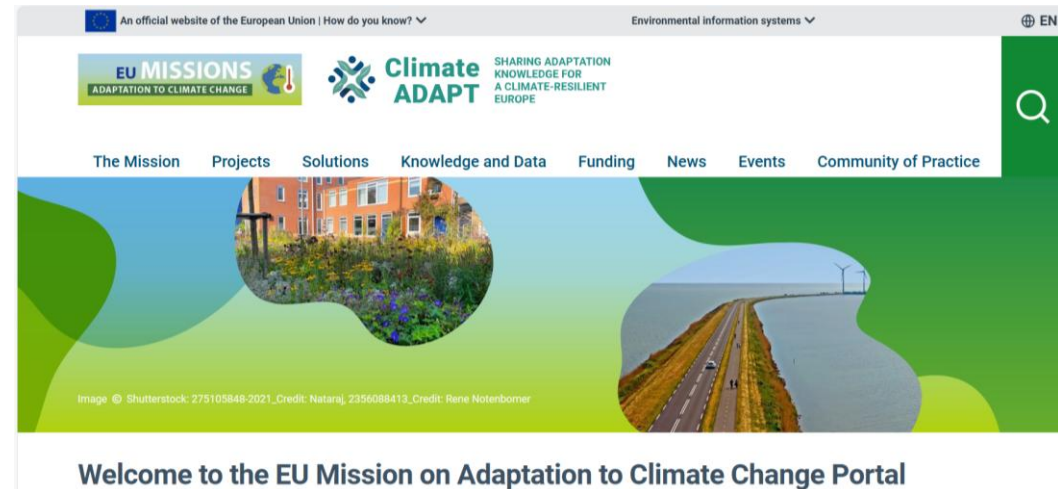 An official website of the European Union | How do you know?
Environmental information systems
EN
EU MISSIONS
ADAPTATION TO CLIMATE CHANGE
Climate
ADAPT
SHARING ADAPTATION
KNOWLEDGE FOR
A CLIMATE-RESILIENT
EUROPE
The Mission Projects Solutions Knowledge and Data Funding News Events Community of Practice
Image © Shutterstock: 275105848-2021_Credit: Nataraj, 2356088413_Credit: Rene Notenbomer
Welcome to the EU Mission on Adaptation to Climate Change Portal